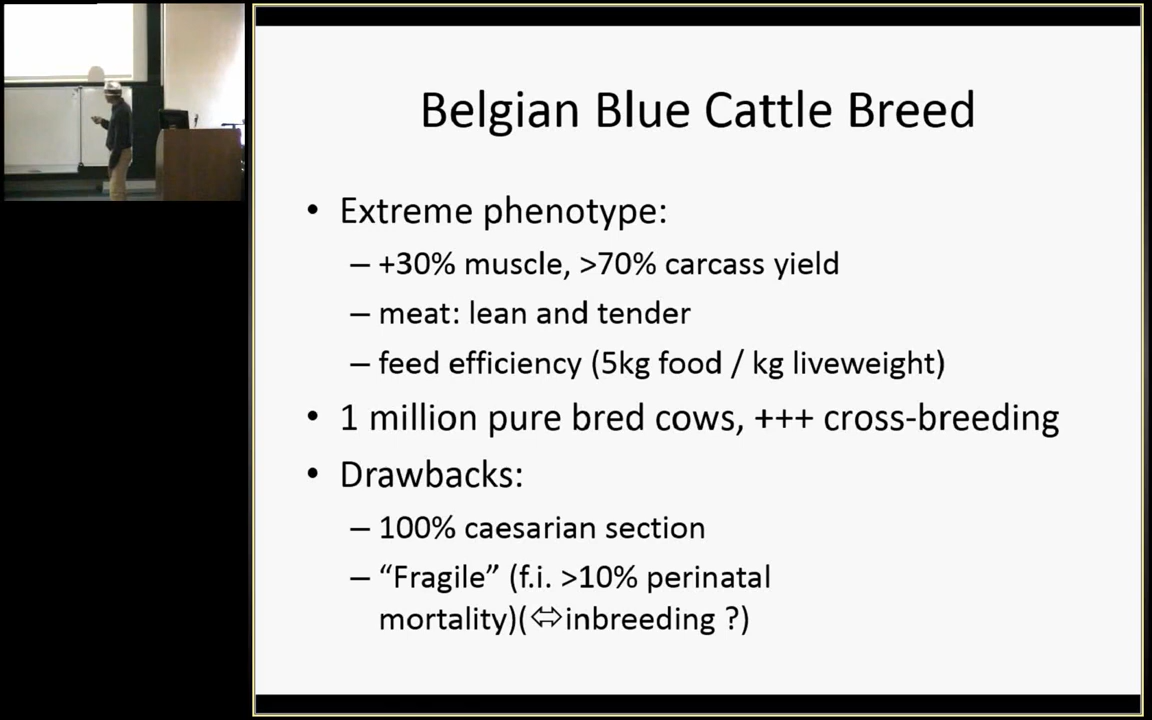 Belgian Blue Cattle Breed
• Extreme phenotype:
– +30% muscle, >70% carcass yield
– meat: lean and tender
– feed efficiency (5kg food / kg liveweight)
• 1 million pure bred cows, +++ cross-breeding
• Drawbacks:
– 100% caesarian section
– “Fragile” (f.i. >10% perinatal
mortality)(⇔inbreeding ?)